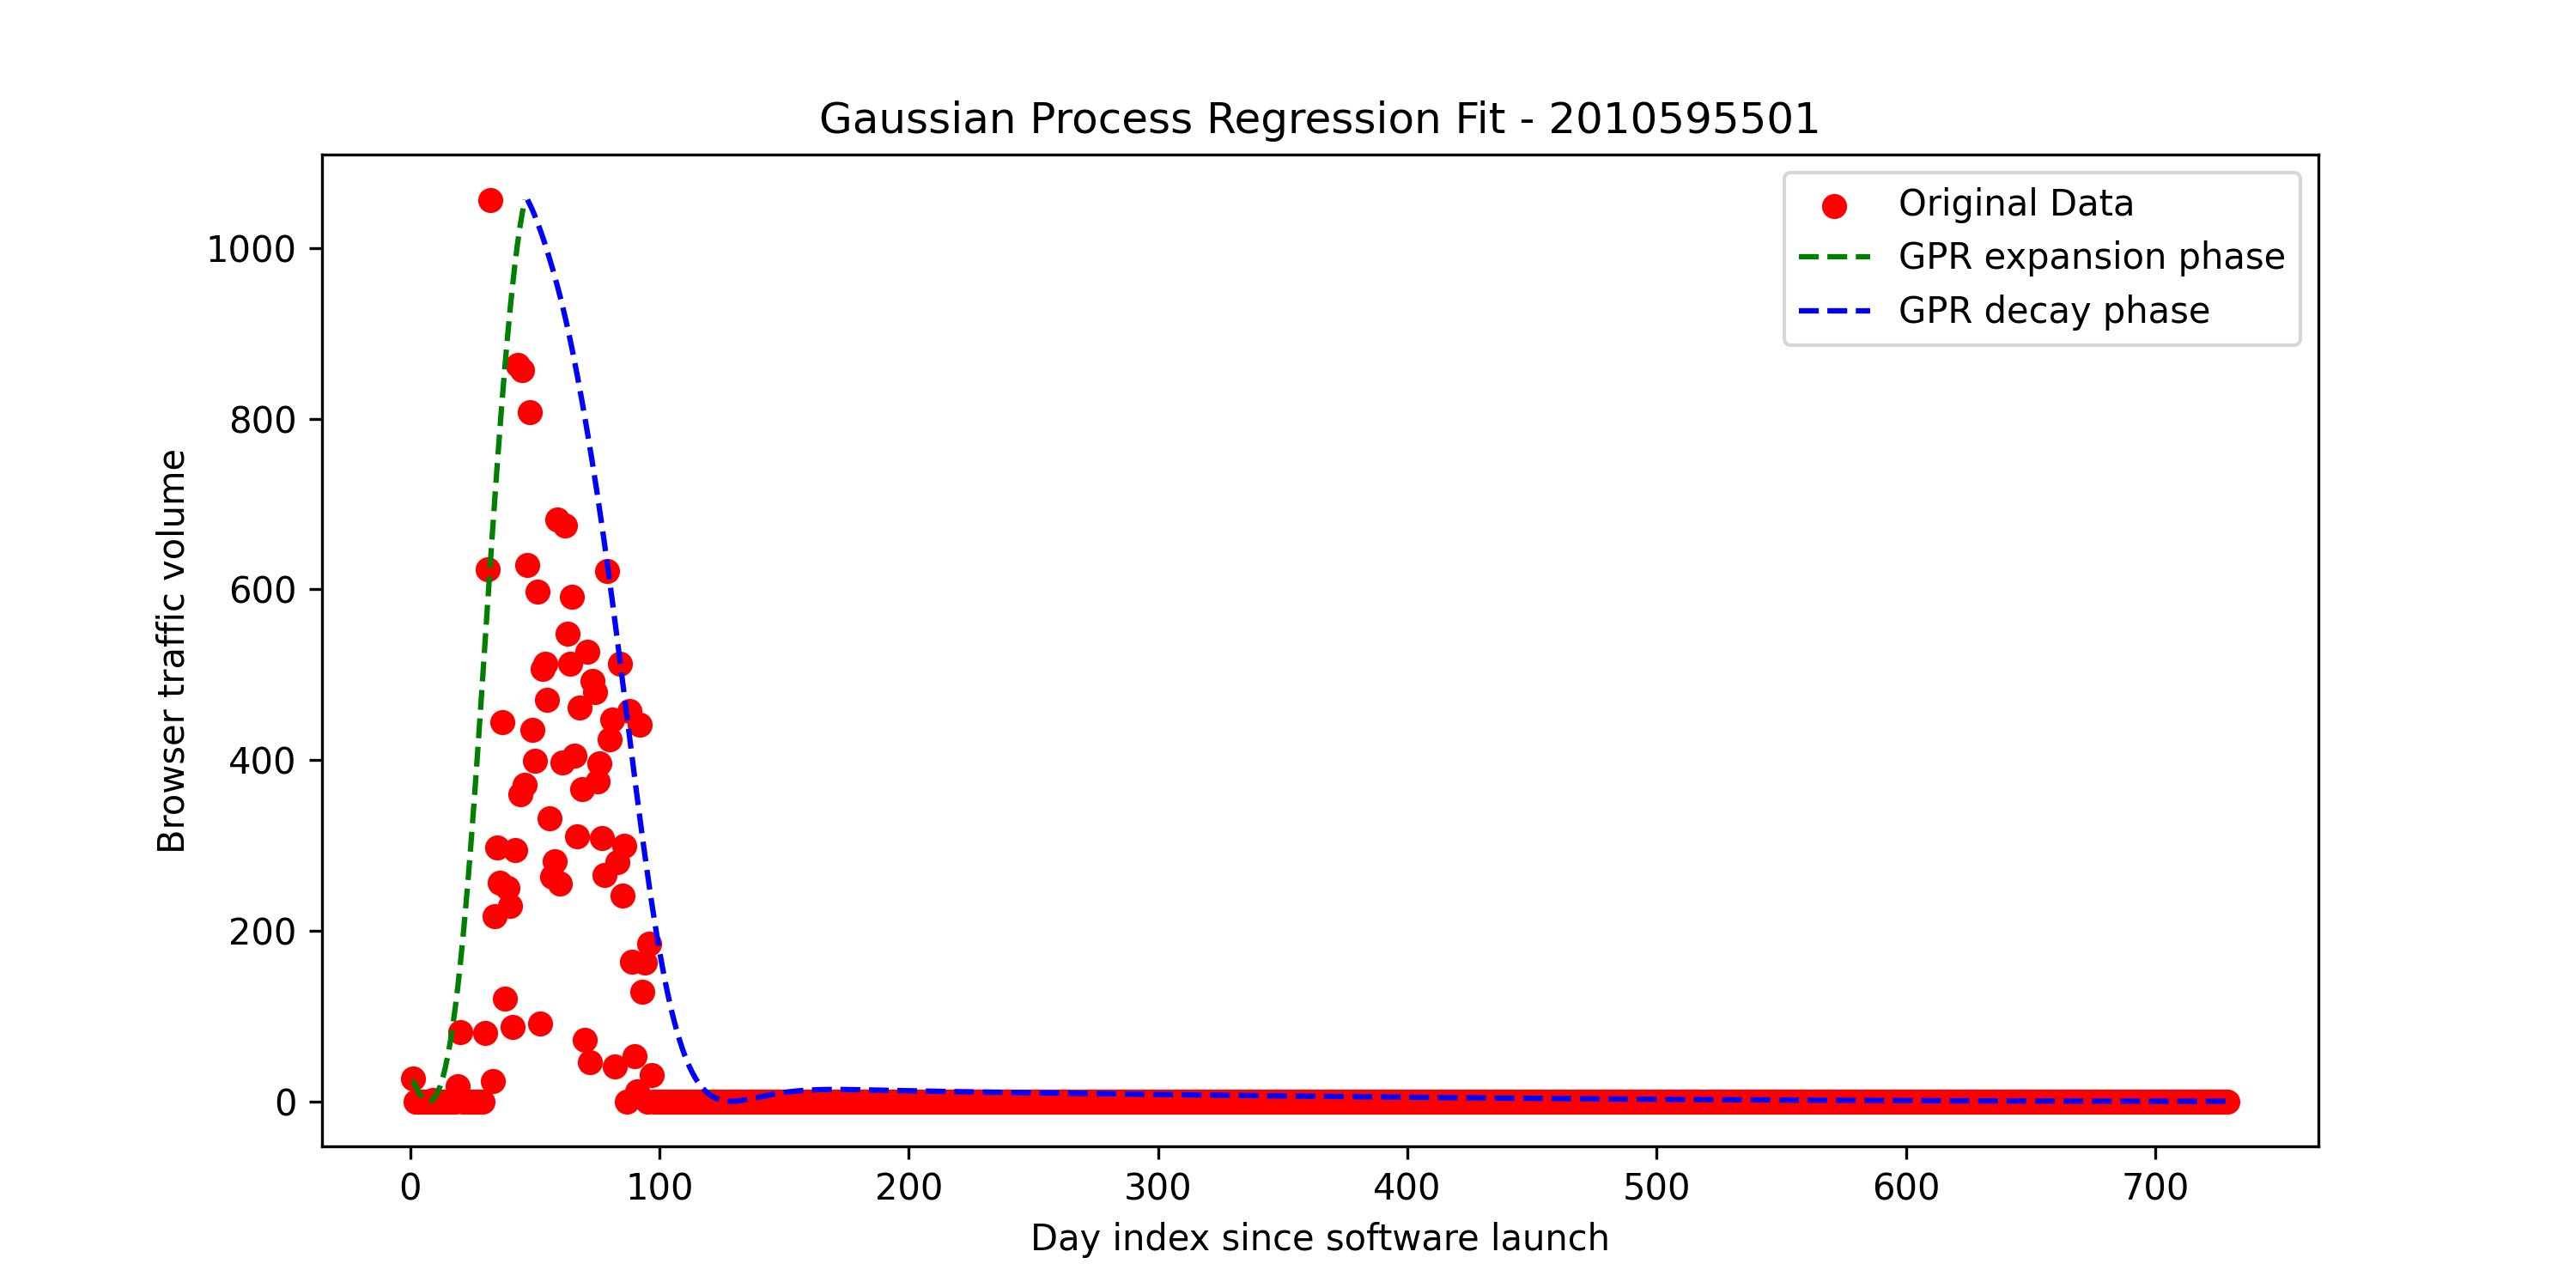 Gaussian Process Regression Fit - 2010595501
Original Data
GPR expansion phase
GPR decay phase
Browser traffic volume
1000
800
600
400
200
0
0 100 200 300 400 500 600 700
Day index since software launch